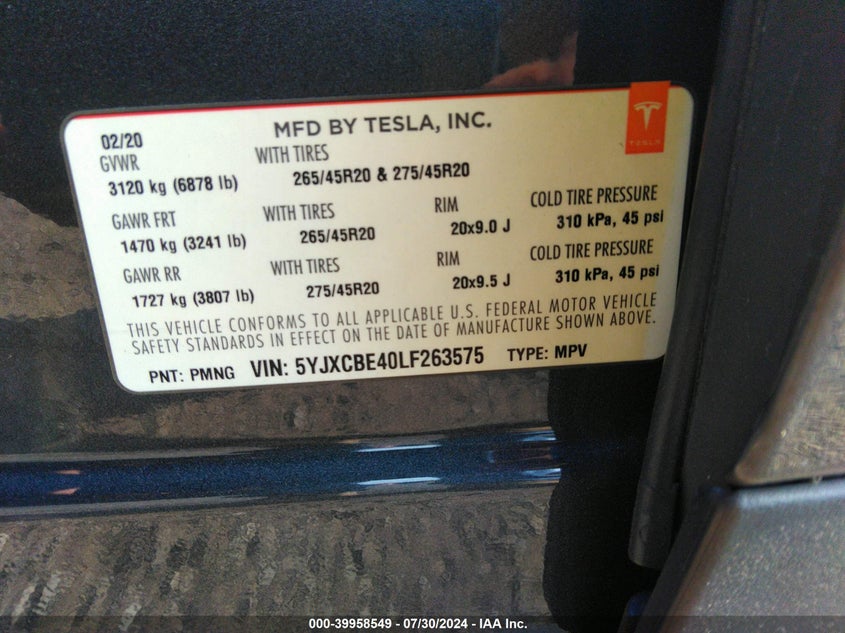 02/20
MFD BY TESLA, INC.
TESLA
GVWR
WITH TIRES
3120 kg (6878 lb)
265/45R20 & 275/45R20
GAWR FRT
WITH TIRES
RIM
COLD TIRE PRESSURE
1470 kg (3241 lb)
265/45R20
20x9.0 J
310 kPa, 45 psi
GAWR RR
WITH TIRES
RIM
COLD TIRE PRESSURE
1727 kg (3807 lb)
275/45R20
20x9.5 J
310 kPa, 45 psi
THIS VEHICLE CONFORMS TO ALL APPLICABLE U.S. FEDERAL MOTOR VEHICLE
SAFETY STANDARDS IN EFFECT ON THE DATE OF MANUFACTURE SHOWN ABOVE.
PNT: PMNG VIN: 5YJXCBE40LF263575 TYPE: MPV
000-39958549 - 07/30/2024 - IAA Inc.